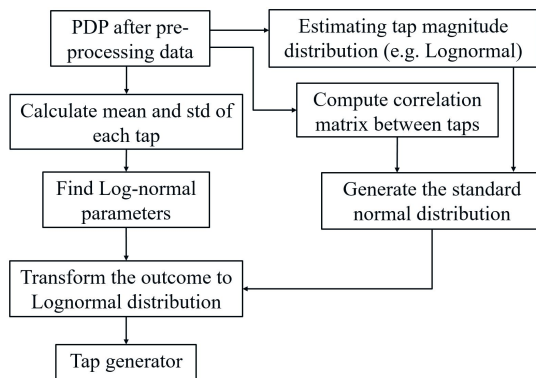 PDP after pre-
processing data
Estimating tap magnitude
distribution (e.g. Lognormal)
Calculate mean and std of
each tap
Compute correlation
matrix between taps
Find Log-normal
parameters
Generate the standard
normal distribution
Transform the outcome to
Lognormal distribution
Tap generator